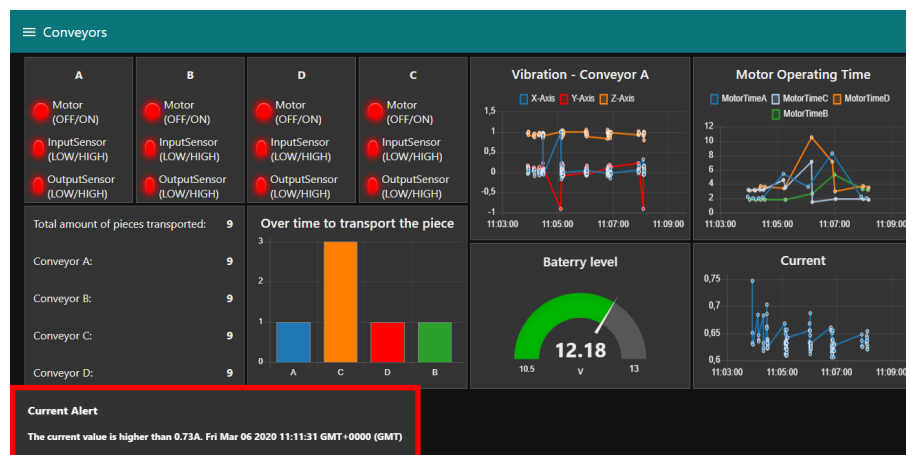 Conveyors
A
Motor
(OFF/ON)
InputSensor
(LOW/HIGH)
OutputSensor
(LOW/HIGH)
B
Motor
(OFF/ON)
InputSensor
(LOW/HIGH)
OutputSensor
(LOW/HIGH)
D
Motor
(OFF/ON)
InputSensor
(LOW/HIGH)
OutputSensor
(LOW/HIGH)
C
Motor
(OFF/ON)
InputSensor
(LOW/HIGH)
OutputSensor
(LOW/HIGH)
Vibration - Conveyor A
X-Axis Y-Axis Z-Axis
1,5
1
0,5
0
-0,5
-1
11:03:00 11:05:00 11:07:00 11:09:00
Motor Operating Time
MotorTimeA MotorTimeC MotorTimeD
MotorTimeB
12
10
8
6
4
2
0
11:03:00 11:05:00 11:07:00 11:09:00
Total amount of pieces transported: 9
Conveyor A: 9
Conveyor B: 9
Conveyor C: 9
Conveyor D: 9
Over time to transport the piece
3
2
1
0
A C D B
Baterry level
12.18
10.5 V 13
Current
0,75
0,7
0,65
0,6
11:03:00 11:05:00 11:07:00 11:09:00
Current Alert
The current value is higher than 0.73A. Fri Mar 06 2020 11:11:31 GMT+0000 (GMT)